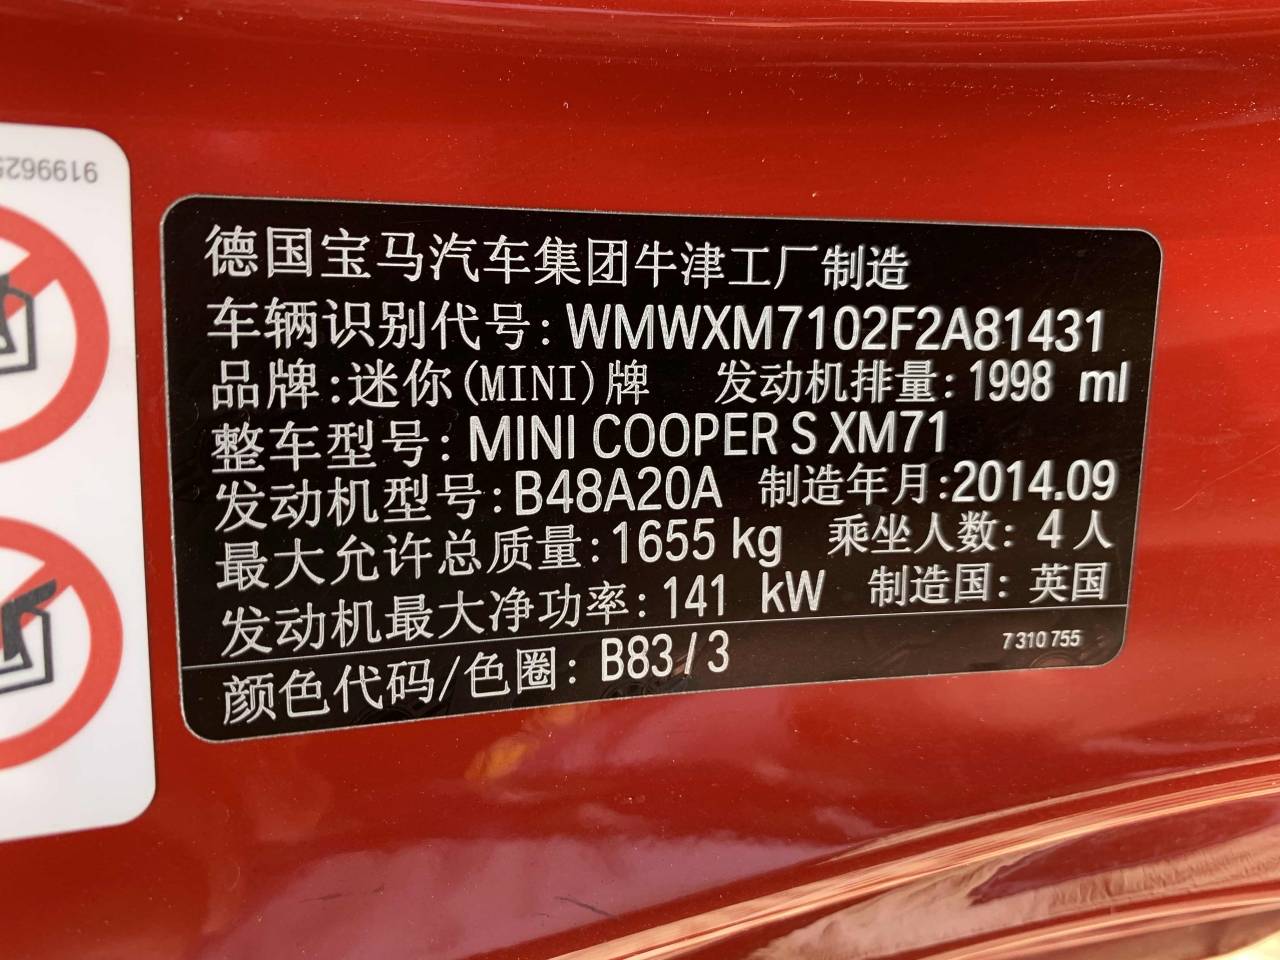 9199625
德国宝马汽车集团牛津工厂制造
车辆识别代号: WMWXM7102F2A81431
品牌:迷你(MINI)牌 发动机排量: 1998 ml
整车型号: MINI COOPER S XM71
发动机型号: B48A20A 制造年月:2014.09
最大允许总质量: 1655 kg 乘坐人数: 4 人
发动机最大净功率: 141 kW 制造国: 英国
颜色代码/色圈: B83/3 7 310 755